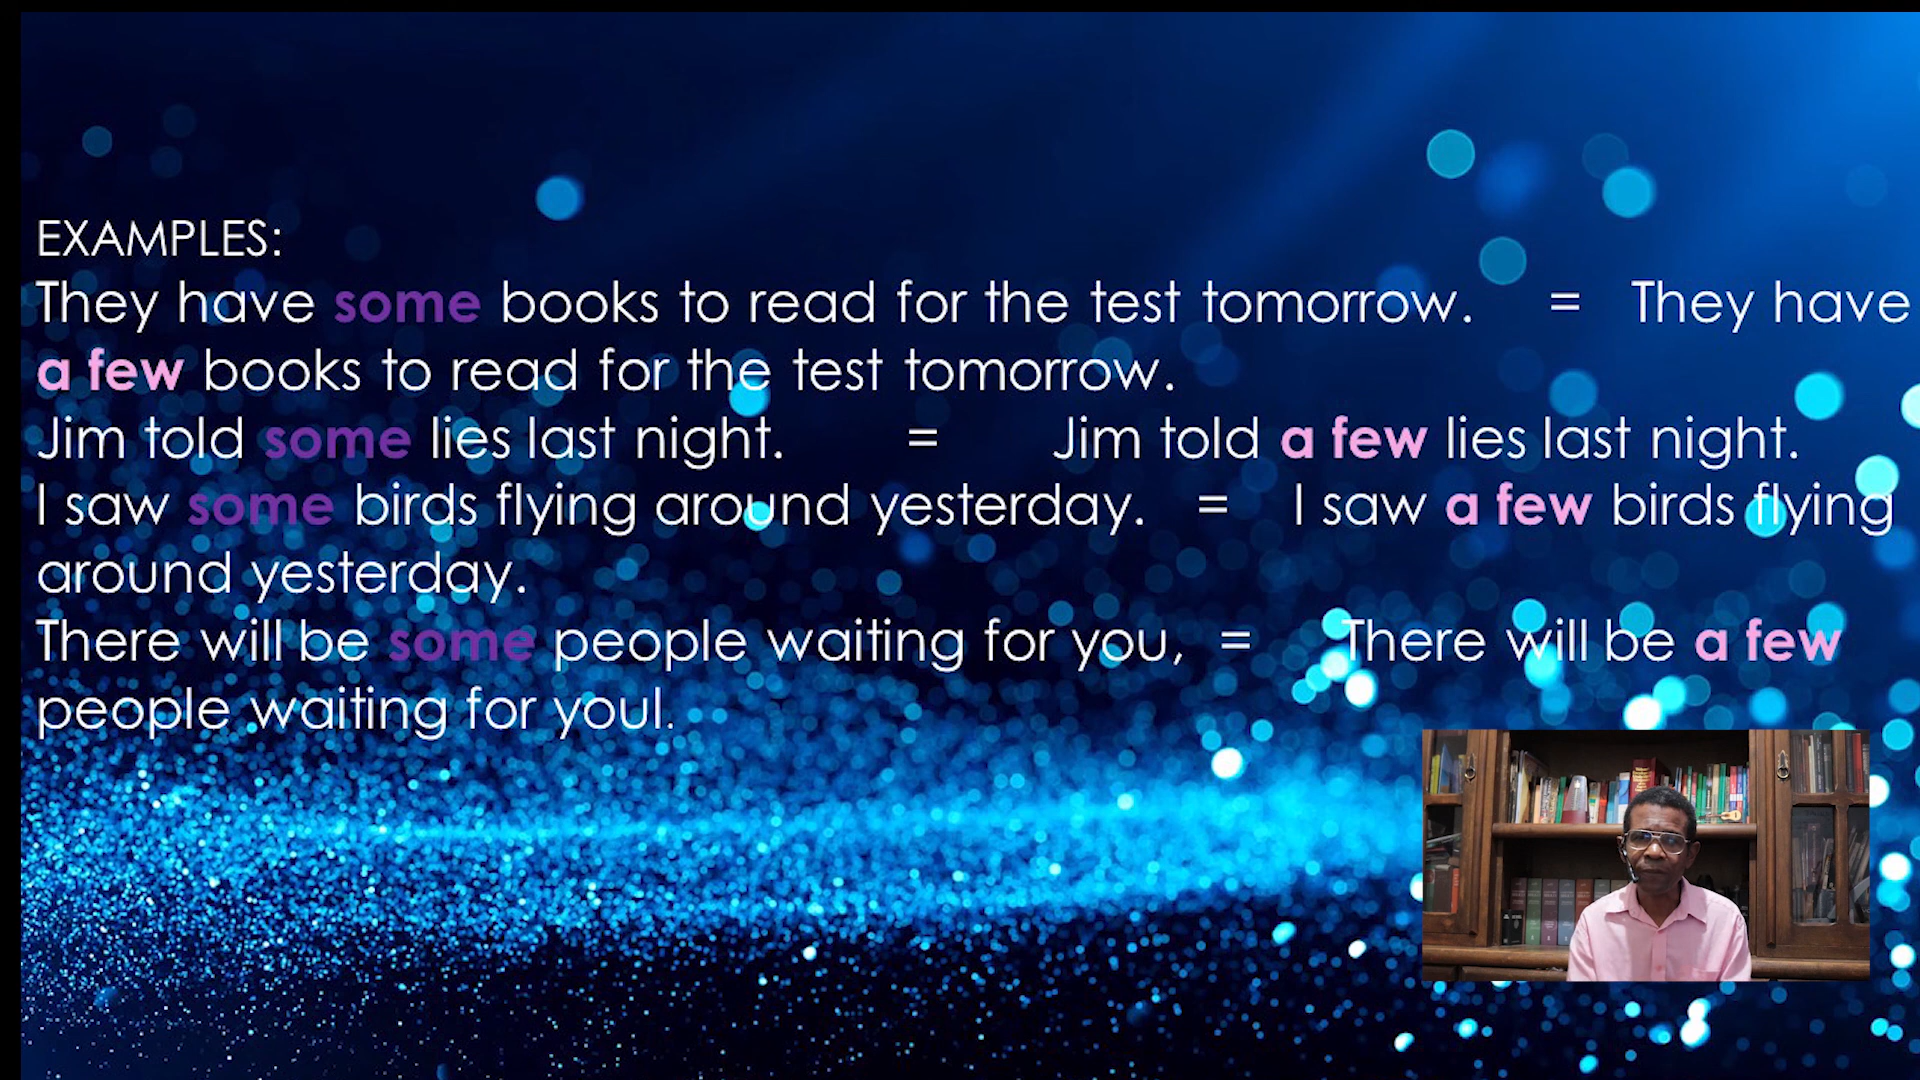 EXAMPLES:
They have some books to read for the test tomorrow. = They have
a few books to read for the test tomorrow.
Jim told some lies last night. = Jim told a few lies last night.
I saw some birds flying around yesterday. = I saw a few birds flying
around yesterday.
There will be some people waiting for you, = There will be a few
people waiting for youl.